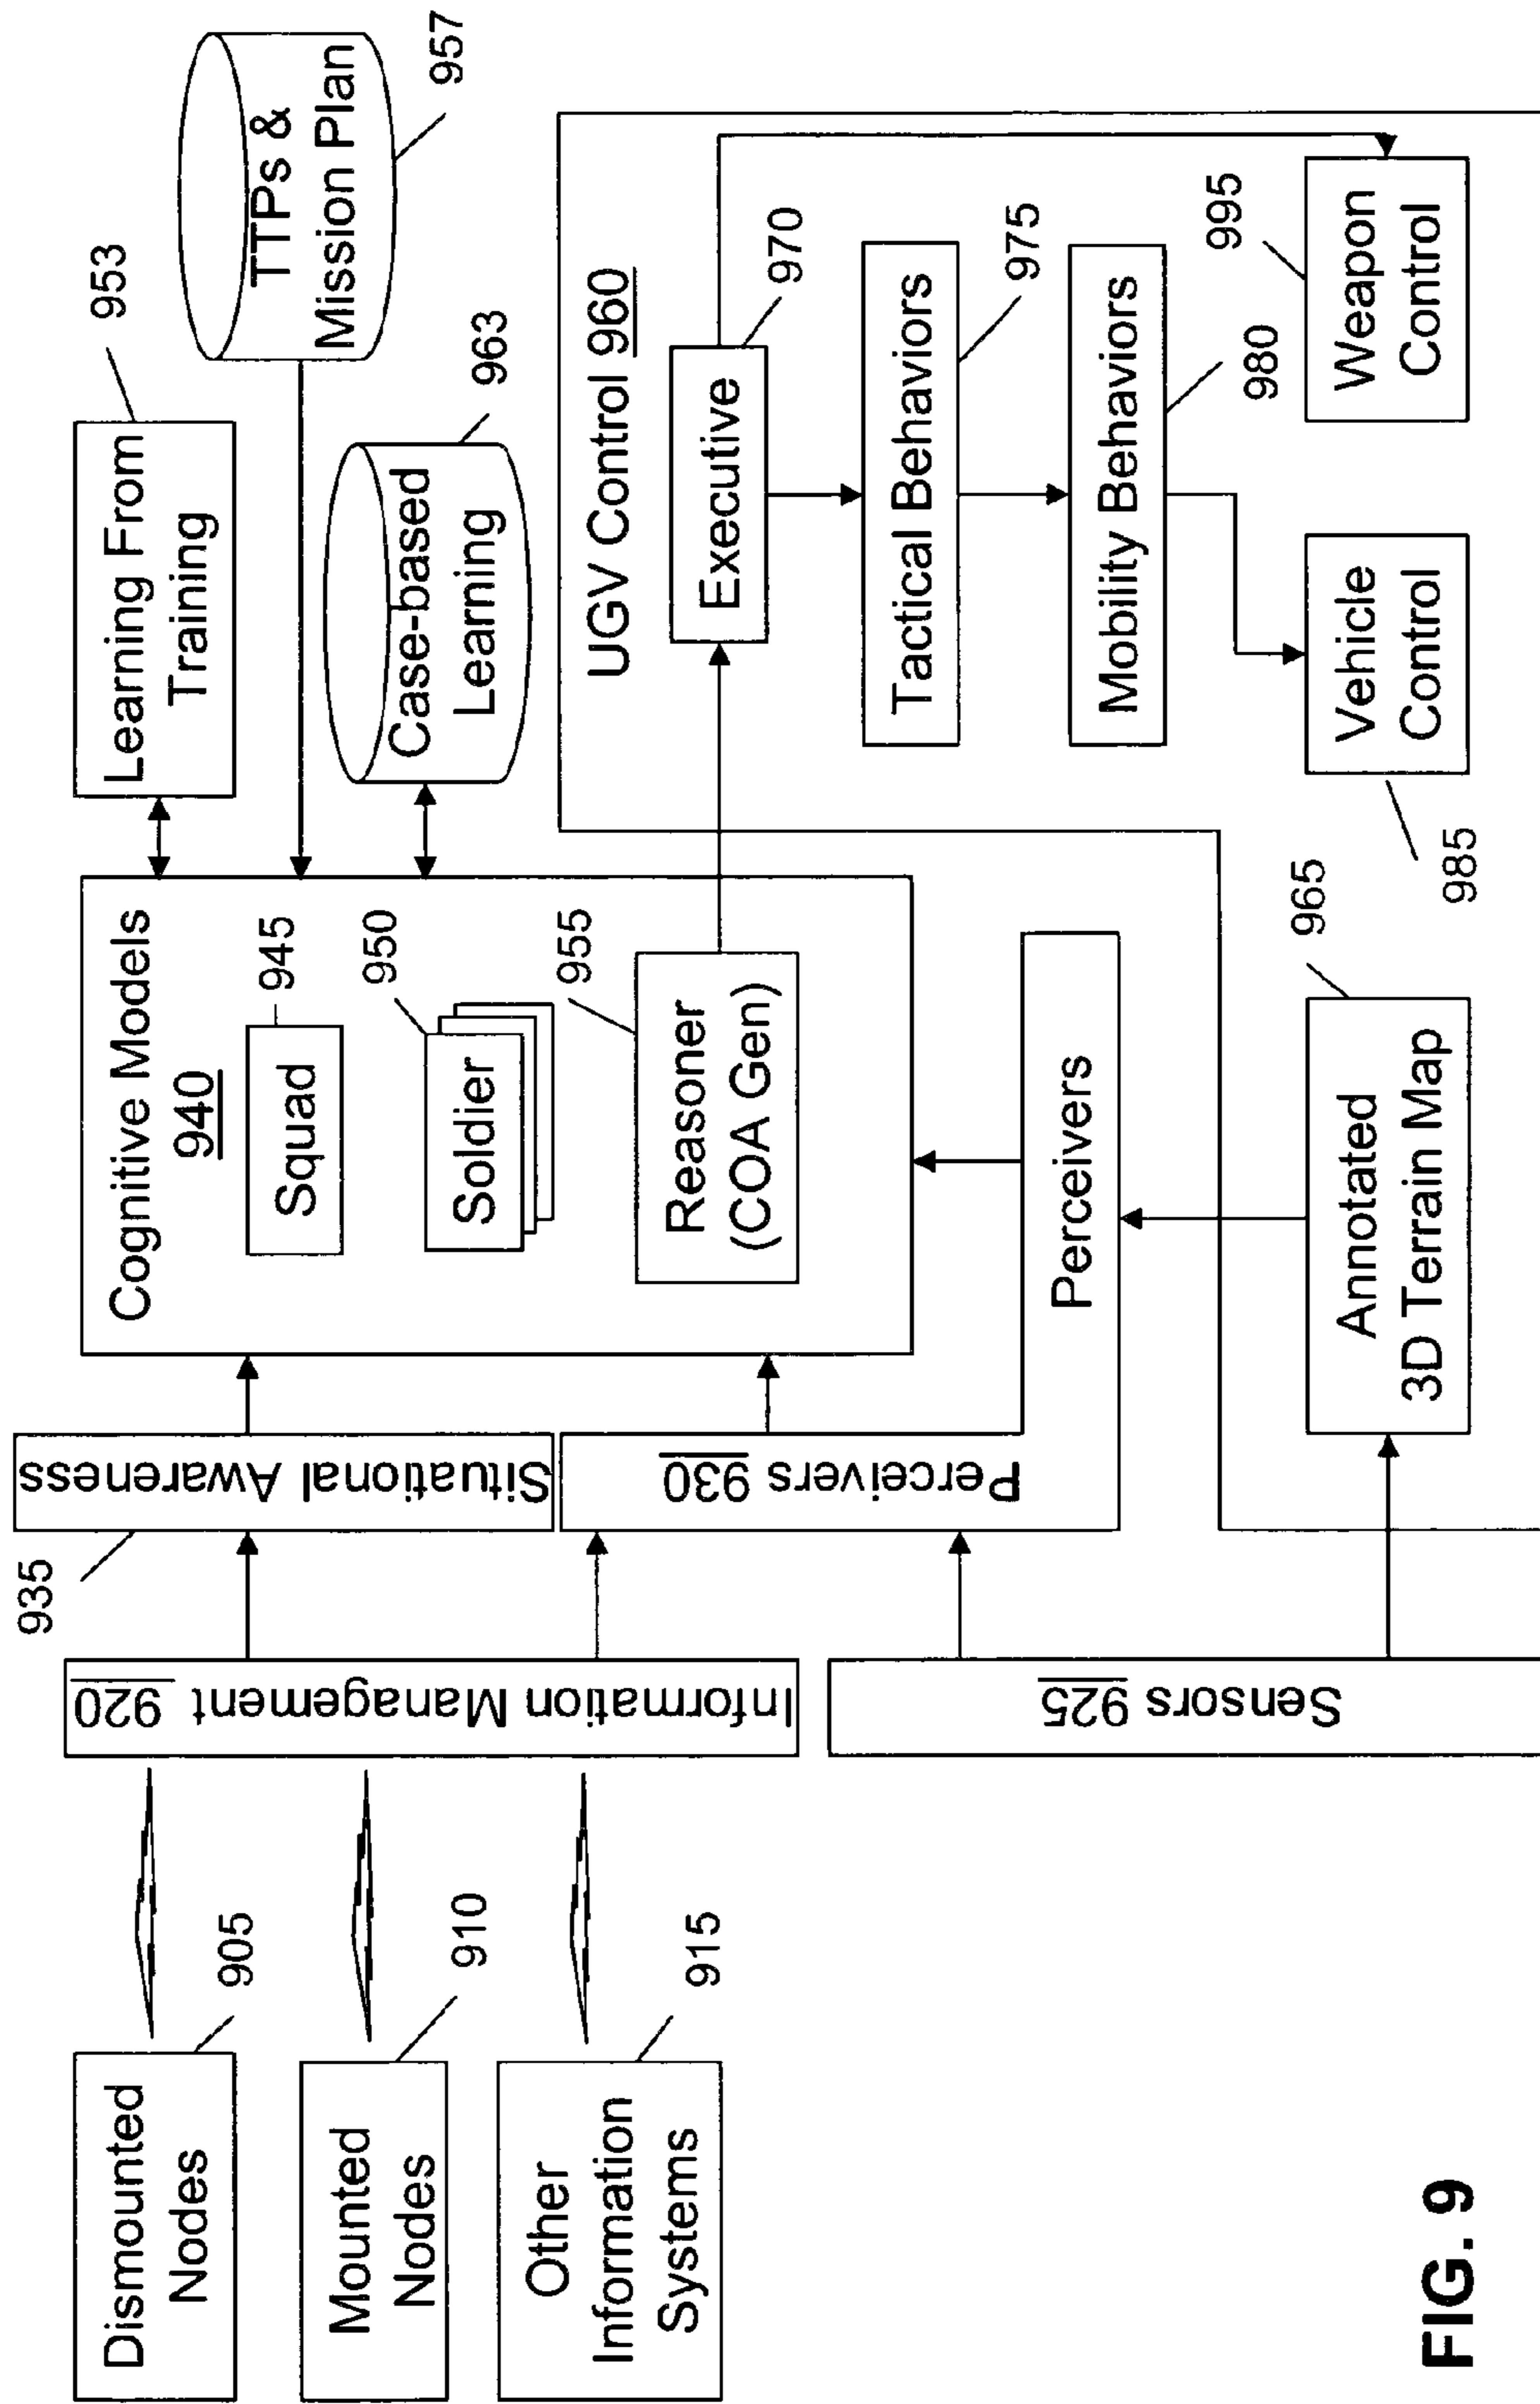 Dismounted
Nodes
905
Mounted
Nodes
910
Other
Information
Systems
915
Information Management 920
Sensors 925
935
Situational Awareness
Perceivers 930
Perceivers
Cognitive Models
940
Squad
945
Soldier
950
Reasoner
(COA Gen)
955
Learning From
Training
953
TTPs &
Mission Plan
957
Case-based
Learning
963
UGV Control 960
Executive
970
Tactical Behaviors
975
Mobility Behaviors
980
Annotated
3D Terrain Map
965
Vehicle
Control
985
Weapon
Control
995
FIG. 9